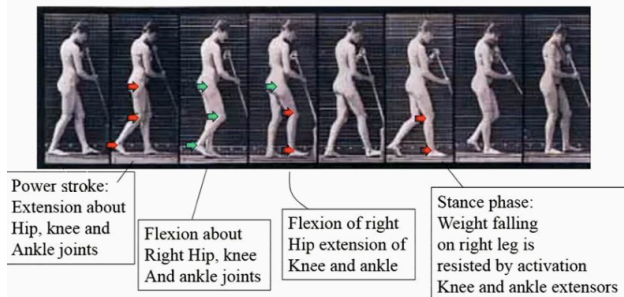 Power stroke:
Extension about
Hip, knee and
Ankle joints
Flexion about
Right Hip, knee
And ankle joints
Flexion of right
Hip extension of
Knee and ankle
Stance phase:
Weight falling
on right leg is
resisted by activation
Knee and ankle extensors